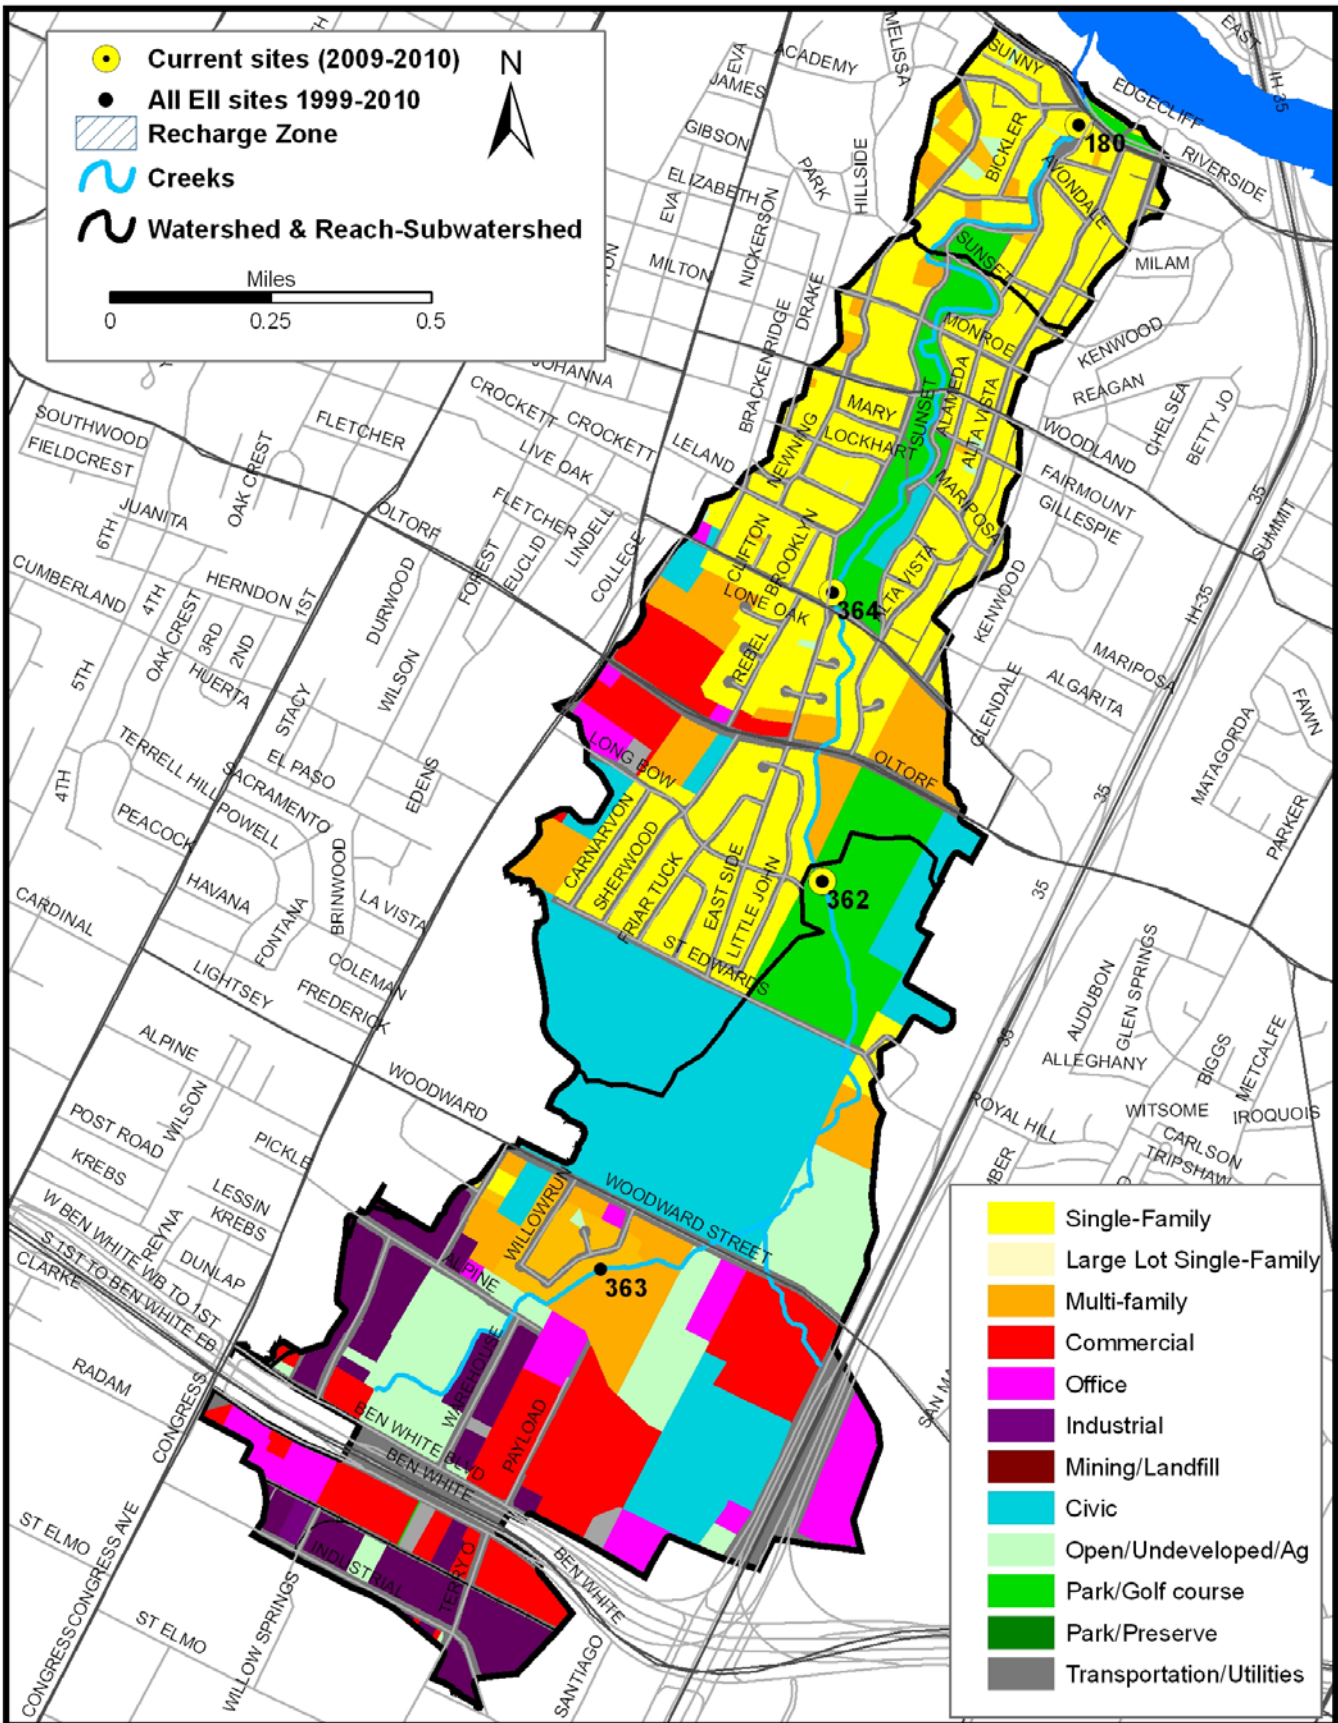 Current sites (2009-2010)
All EII sites 1999-2010
Recharge Zone
Creeks
Watershed & Reach-Subwatershed
N
Miles
0 0.25 0.5
TH
EVA
ACADEMY
MELISSA
JAMES
GIBSON
PARK
HILLSIDE
ELIZABETH
EVA
NICKERSON
MILTON
DRAKE
BRACKENRIDGE
SUNNY
EAST
IH-35
EDGECLIFF
180
RIVERSIDE
BICKLER
AVONDALE
SUNSET
MILAM
MONROE
KENWOOD
REAGAN
CHELSEA
BETTY JO
JOHANNA
CROCKETT
CROCKETT
MARY
SUNSET
ALAMEDA
ALTA VISTA
LOCKHART
NEWNING
WOODLAND
SOUTHWOOD
FIELDCREST
FLETCHER
OAK CREST
LIVE OAK
LELAND
FAIRMOUNT
GILLESPIE
MARIPOSA
35
SUMMIT
JUANITA
6TH
OLTORF
FLETCHER
LINDELL
EUCLID
COLLEGE
FOREST
CLIFTON
BROOKLYN
LONE OAK
364
ALTA VISTA
KENWOOD
IH-35
CUMBERLAND
4TH
HERNDON
1ST
DURWOOD
OAK CREST
3RD
2ND
HUERTA
5TH
WILSON
STACY
REBEL
MARIPOSA
ALGARITA
GLENDALE
FAWN
MATAGORDA
PARKER
TERRELL HILL
EL PASO
SACRAMENTO
EDENS
4TH
PEACOCK
POWELL
LONG BOW
OLTORF
35
CARNARVON
SHERWOOD
FRIAR TUCK
EAST SIDE
LITTLE JOHN
362
35
HAVANA
BRINWOOD
LA VISTA
CARDINAL
FONTANA
COLEMAN
LIGHTSEY
FREDERICK
ST EDWARDS
AUDUBON
GLEN SPRINGS
35
ALPINE
ALLEGHANY
BIGGS
METCALFE
WOODWARD
WILSON
POST ROAD
PICKLE
ROYAL HILL
WITSOME
IROQUOIS
CARLSON
TRIPSHAW
KREBS
LESSIN
KREBS
REYNA
DUNLAP
W BEN WHITE WB TO 1ST
S 1ST TO BEN WHITE EB
CLARKE
WILLOWRUN
WOODWARD STREET
ALPINE
363
RADAM
CONGRESS
WAREHOUSE
PAYLOAD
BEN WHITE BLVD
BEN WHITE
SAN MA
ST ELMO
CONGRESS AVE
CONGRESS
INDUSTRIAL
TERRY O
BEN WHITE
ST ELMO
WILLOW SPRINGS
SANTIAGO
Single-Family
Large Lot Single-Family
Multi-family
Commercial
Office
Industrial
Mining/Landfill
Civic
Open/Undeveloped/Ag
Park/Golf course
Park/Preserve
Transportation/Utilities